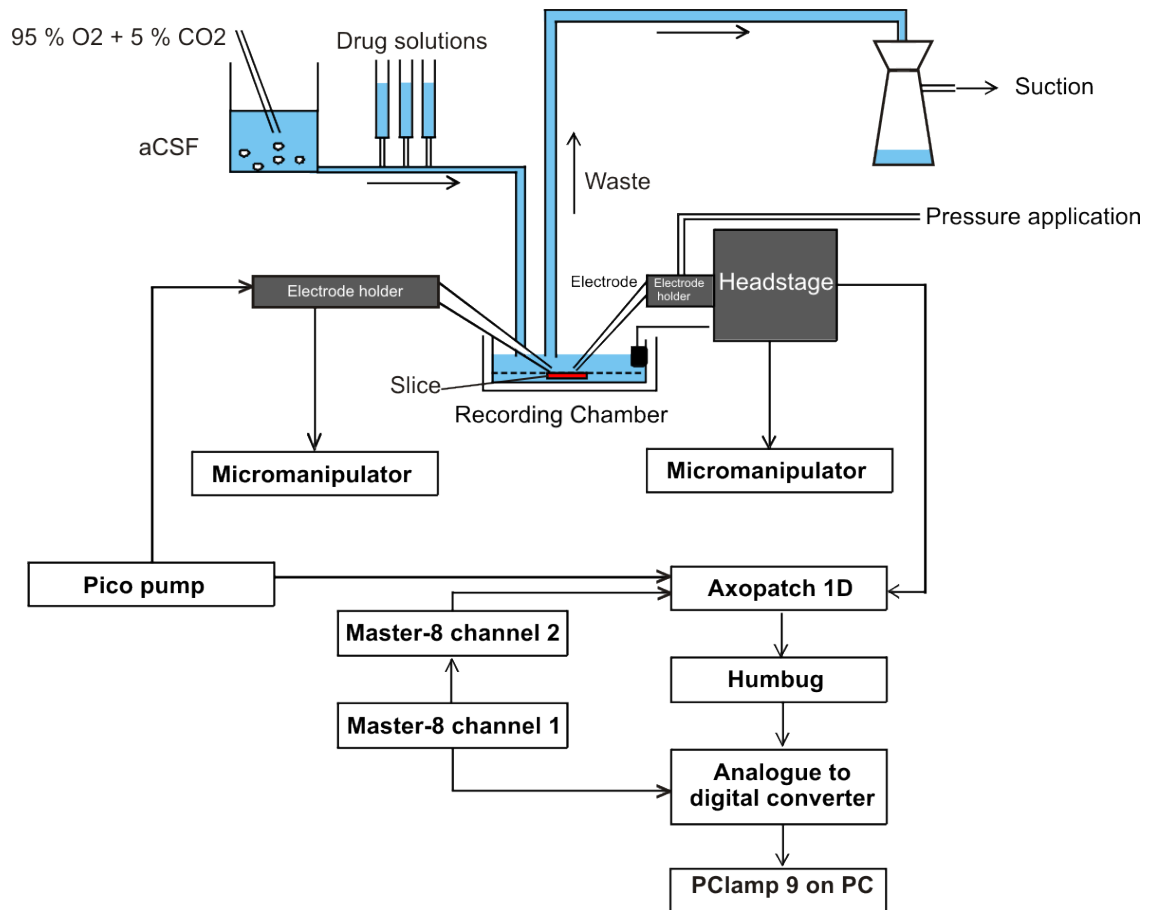 95 % O2 + 5 % CO2
Drug solutions
Suction
aCSF
Waste
Pressure application
Electrode holder
Electrode
Electrode
holder
Headstage
Slice
Recording Chamber
Micromanipulator
Micromanipulator
Pico pump
Axopatch 1D
Master-8 channel 2
Humbug
Master-8 channel 1
Analogue to
digital converter
PClamp 9 on PC